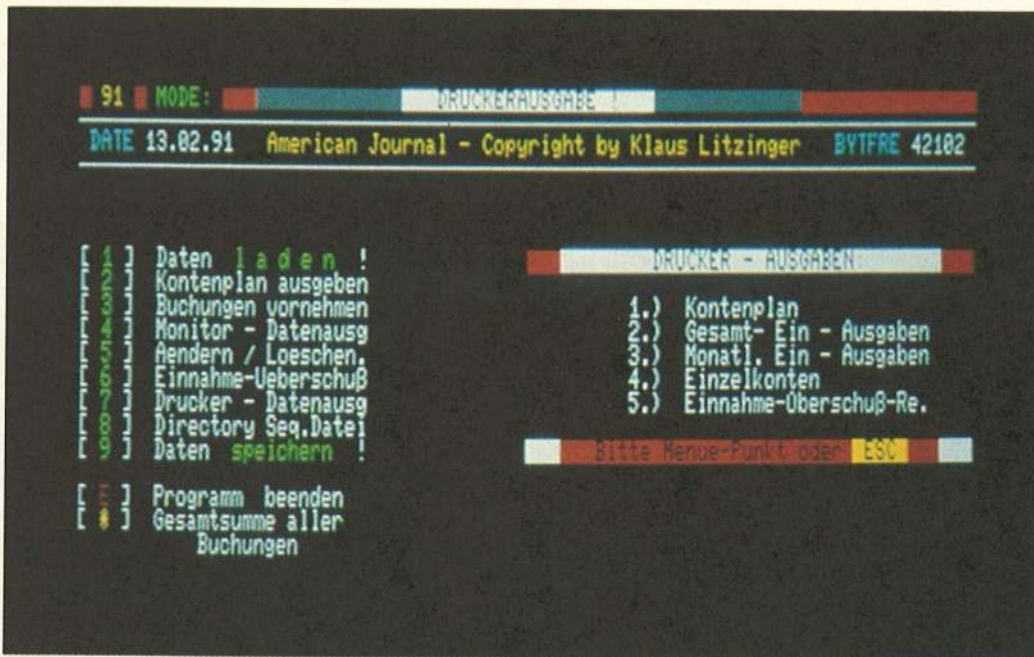 91 MODE: DRUCKERAUSGABE !
DATE 13.02.91 American Journal - Copyright by Klaus Litzinger BYTFRE 42102
[ 1 ] Daten l a d e n !
[ 2 ] Kontenplan ausgeben
[ 3 ] Buchungen vornehmen
[ 4 ] Monitor - Datenausg
[ 5 ] Aendern / Loeschen.
[ 6 ] Einnahme-Ueberschuß
[ 7 ] Drucker - Datenausg
[ 8 ] Directory Seq.Datei
[ 9 ] Daten speichern !
[ E ] Programm beenden
[ * ] Gesamtsumme aller
Buchungen
DRUCKER - AUSGABEN:
1.) Kontenplan
2.) Gesamt- Ein - Ausgaben
3.) Monatl. Ein - Ausgaben
4.) Einzelkonten
5.) Einnahme-Überschuß-Re.
Bitte Menue-Punkt oder ESC